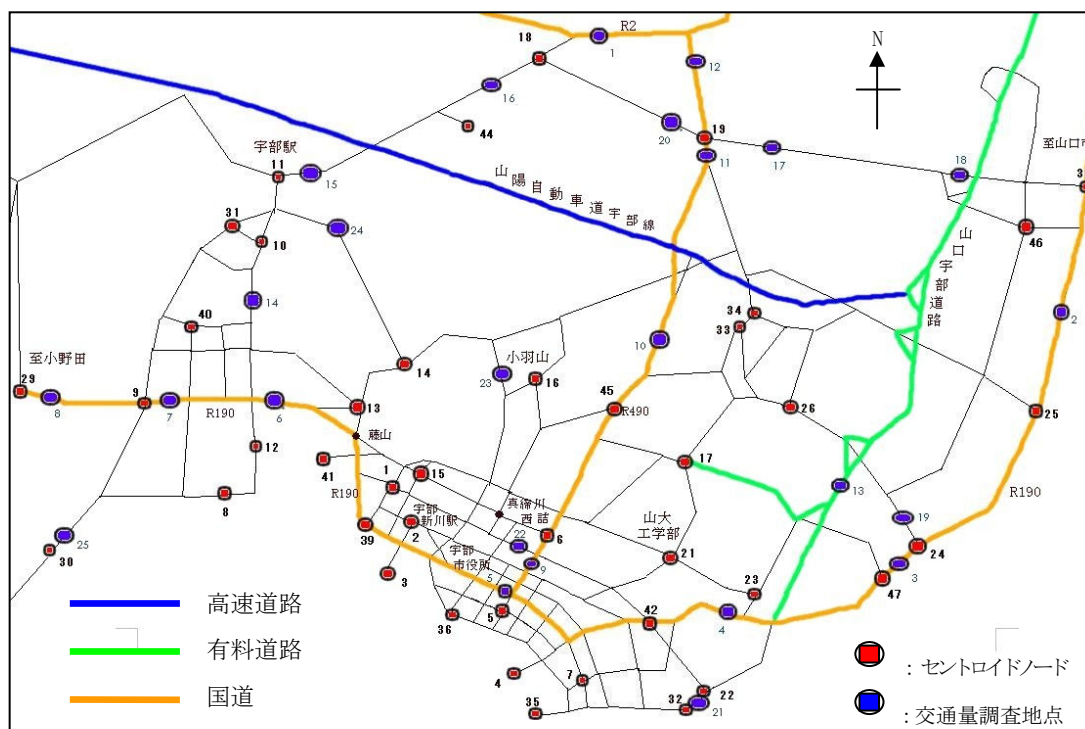 R2
18
1
12
N
16
44
20
19
11
17
18
至山口市
3
宇部駅
11
15
山陽自動車道宇部線
31
10
24
46
山口宇部道路
14
40
34
33
2
至小野田
29
8
9
7
R190
6
14
13
23
小羽山
16
10
45
R490
26
25
藤山
12
8
41
1
15
17
R190
13
R190
39
宇部
新川駅
2
真締川
西詰
山大
工学部
19
24
25
30
22
6
9
21
3
47
宇部
市役所
5
5
3
23
36
42
4
4
7
35
32
22
21
高速道路
有料道路
国道
：セントロイドノード
：交通量調査地点